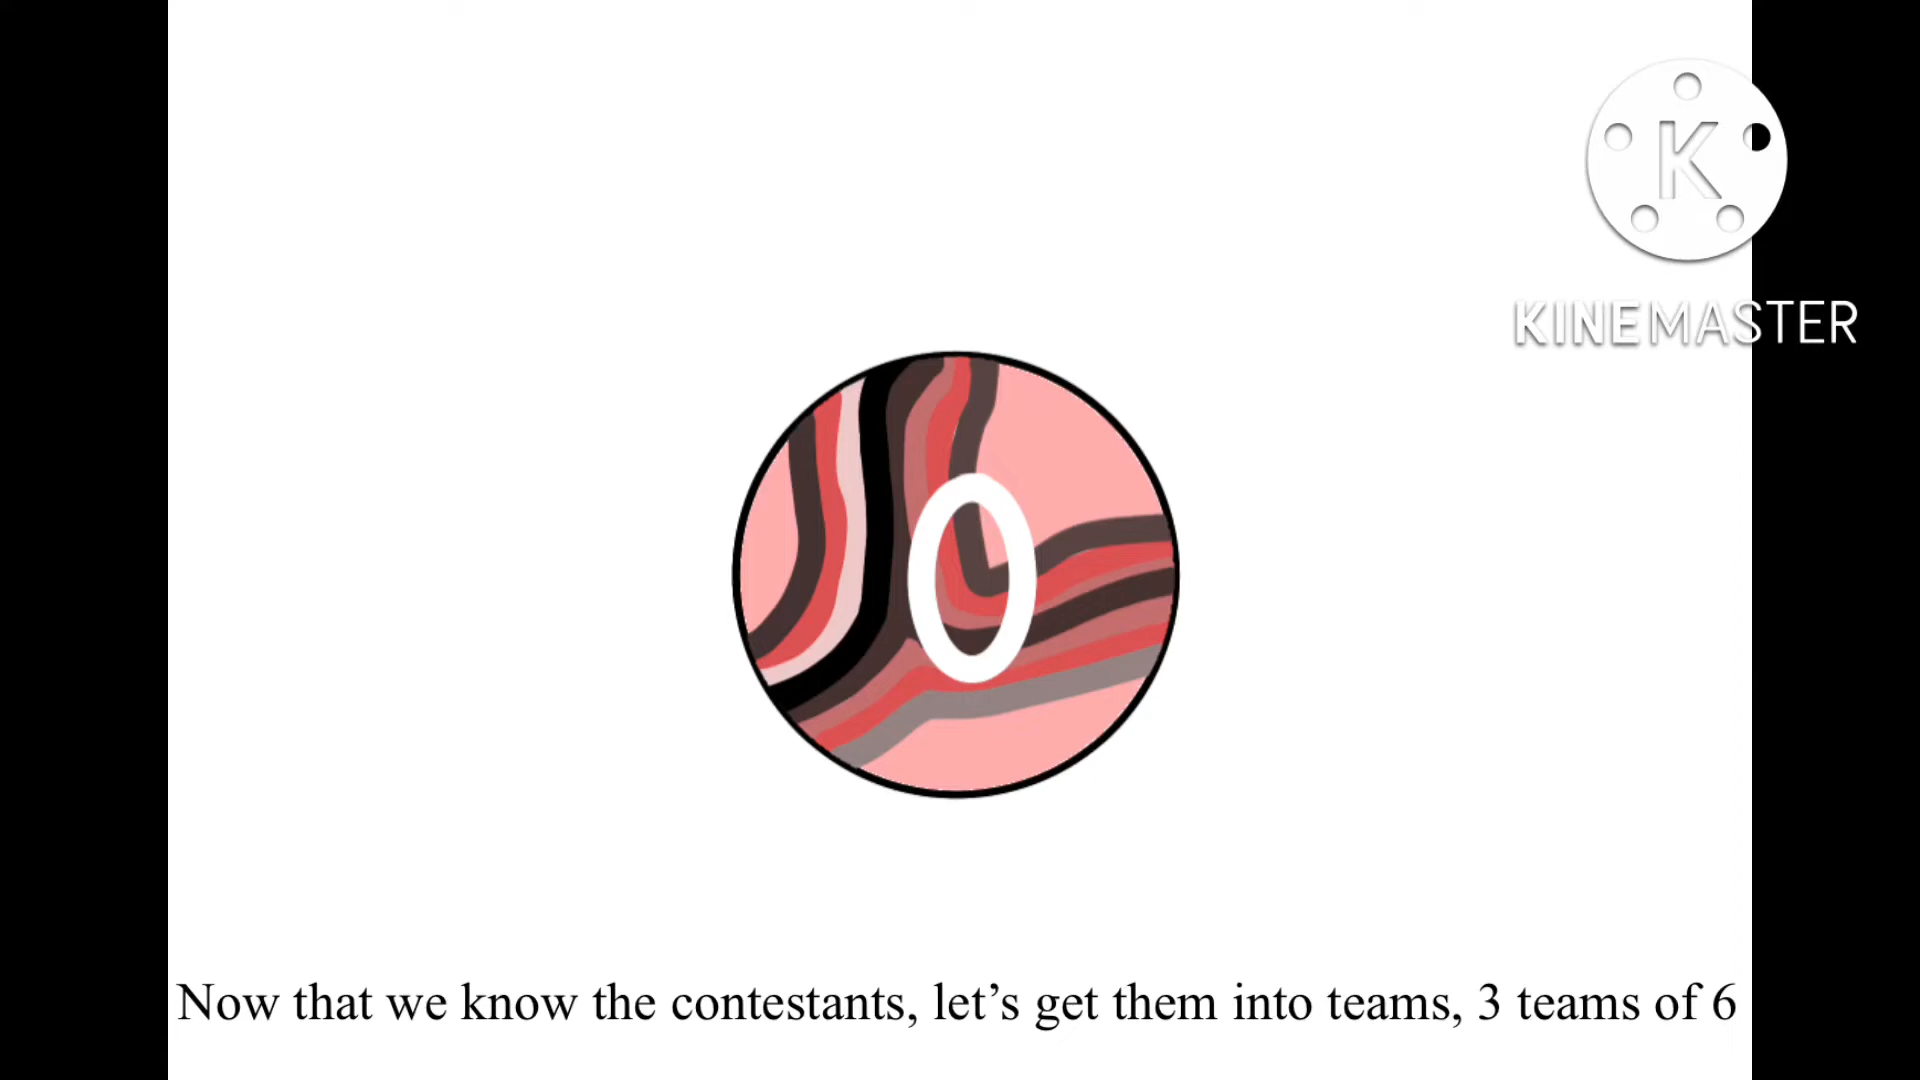 K
KINEMASTER
0
Now that we know the contestants, let’s get them into teams, 3 teams of 6